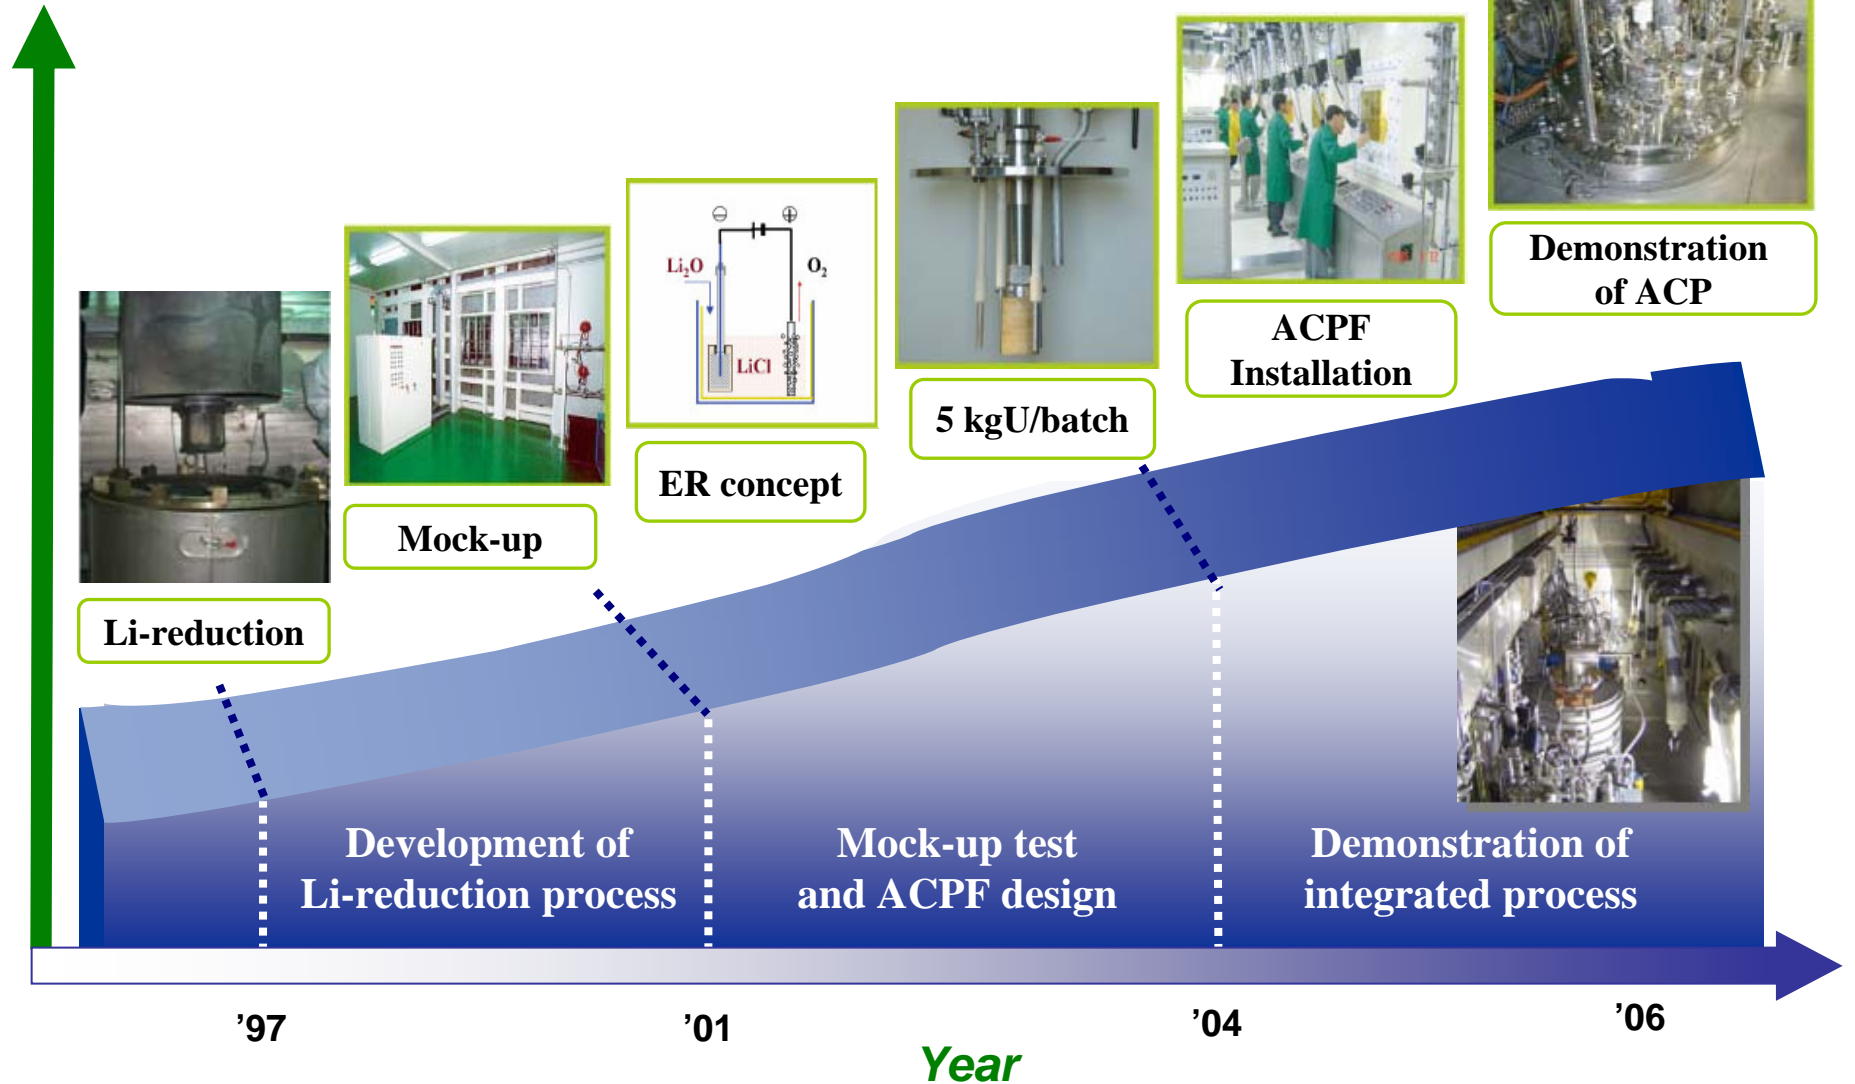 Demonstration
of ACP
ACPF
Installation
⊖ ⊕
Li₂O
O₂
LiCl
5 kgU/batch
ER concept
Mock-up
Li-reduction
Development of
Li-reduction process
Mock-up test
and ACPF design
Demonstration of
integrated process
’97
’01
’04
’06
Year